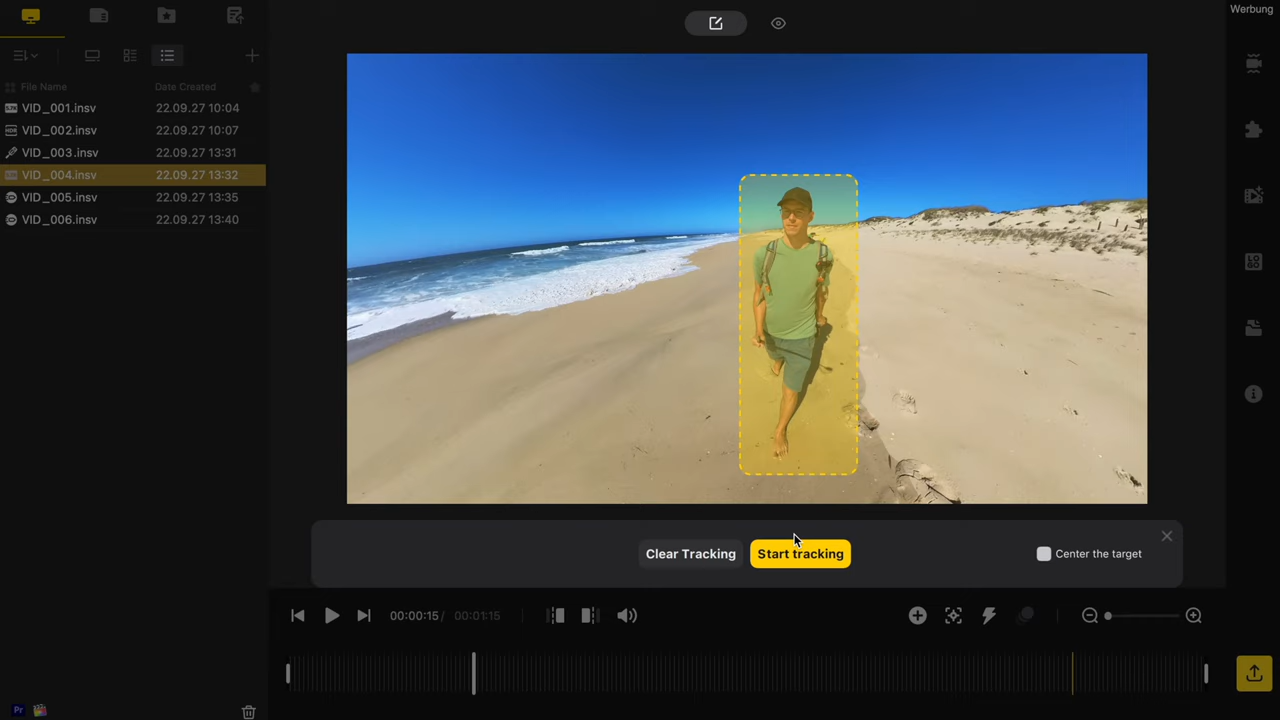 Werbung
File Name Date Created
VID_001.insv 22.09.27 10:04
VID_002.insv 22.09.27 10:07
VID_003.insv 22.09.27 13:31
VID_004.insv 22.09.27 13:32
VID_005.insv 22.09.27 13:35
VID_006.insv 22.09.27 13:40
LOGO
Clear Tracking Start tracking Center the target
00:00:15 / 00:01:15
Pr